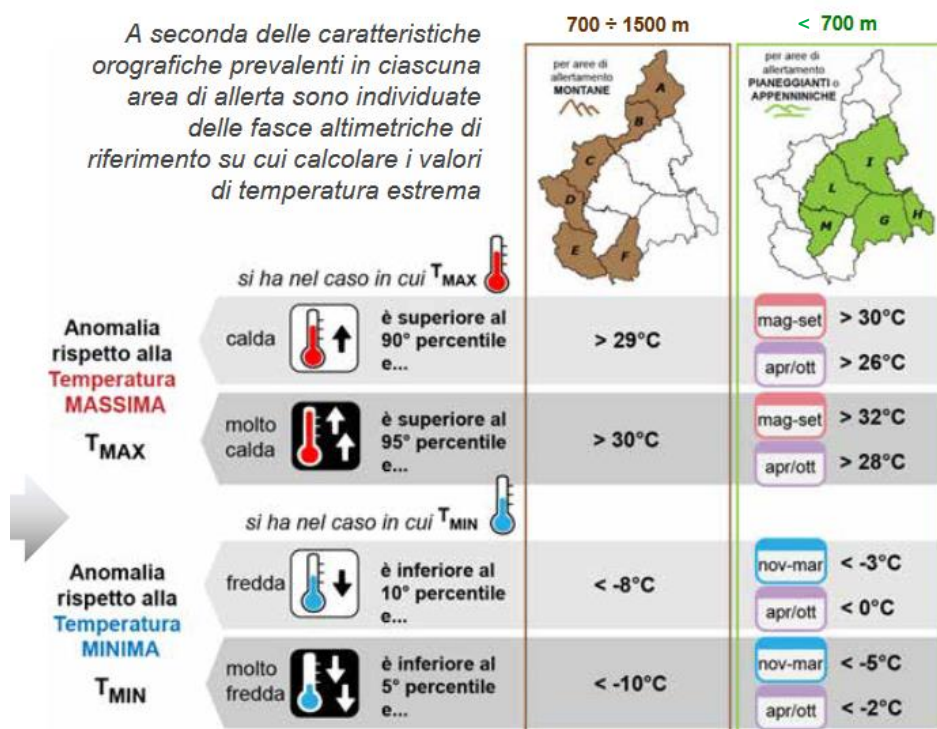 A seconda delle caratteristiche
orografiche prevalenti in ciascuna
area di allerta sono individuate
delle fasce altimetriche di
riferimento su cui calcolare i valori
di temperatura estrema
700 ÷ 1500 m
per aree di
allertamento
MONTANE
A
B
C
D
E
F
< 700 m
per aree di
allertamento
PIANEGGIANTI o
APPENNINICHE
I
L
M
G
H
si ha nel caso in cui TMAX
Anomalia
rispetto alla
Temperatura
MASSIMA
TMAX
calda
è superiore al
90° percentile
e...
> 29°C
mag-set > 30°C
apr/ott > 26°C
molto
calda
è superiore al
95° percentile
e...
> 30°C
mag-set > 32°C
apr/ott > 28°C
si ha nel caso in cui TMIN
Anomalia
rispetto alla
Temperatura
MINIMA
TMIN
fredda
è inferiore al
10° percentile
e...
< -8°C
nov-mar < -3°C
apr/ott < 0°C
molto
fredda
è inferiore al
5° percentile
e...
< -10°C
nov-mar < -5°C
apr/ott < -2°C